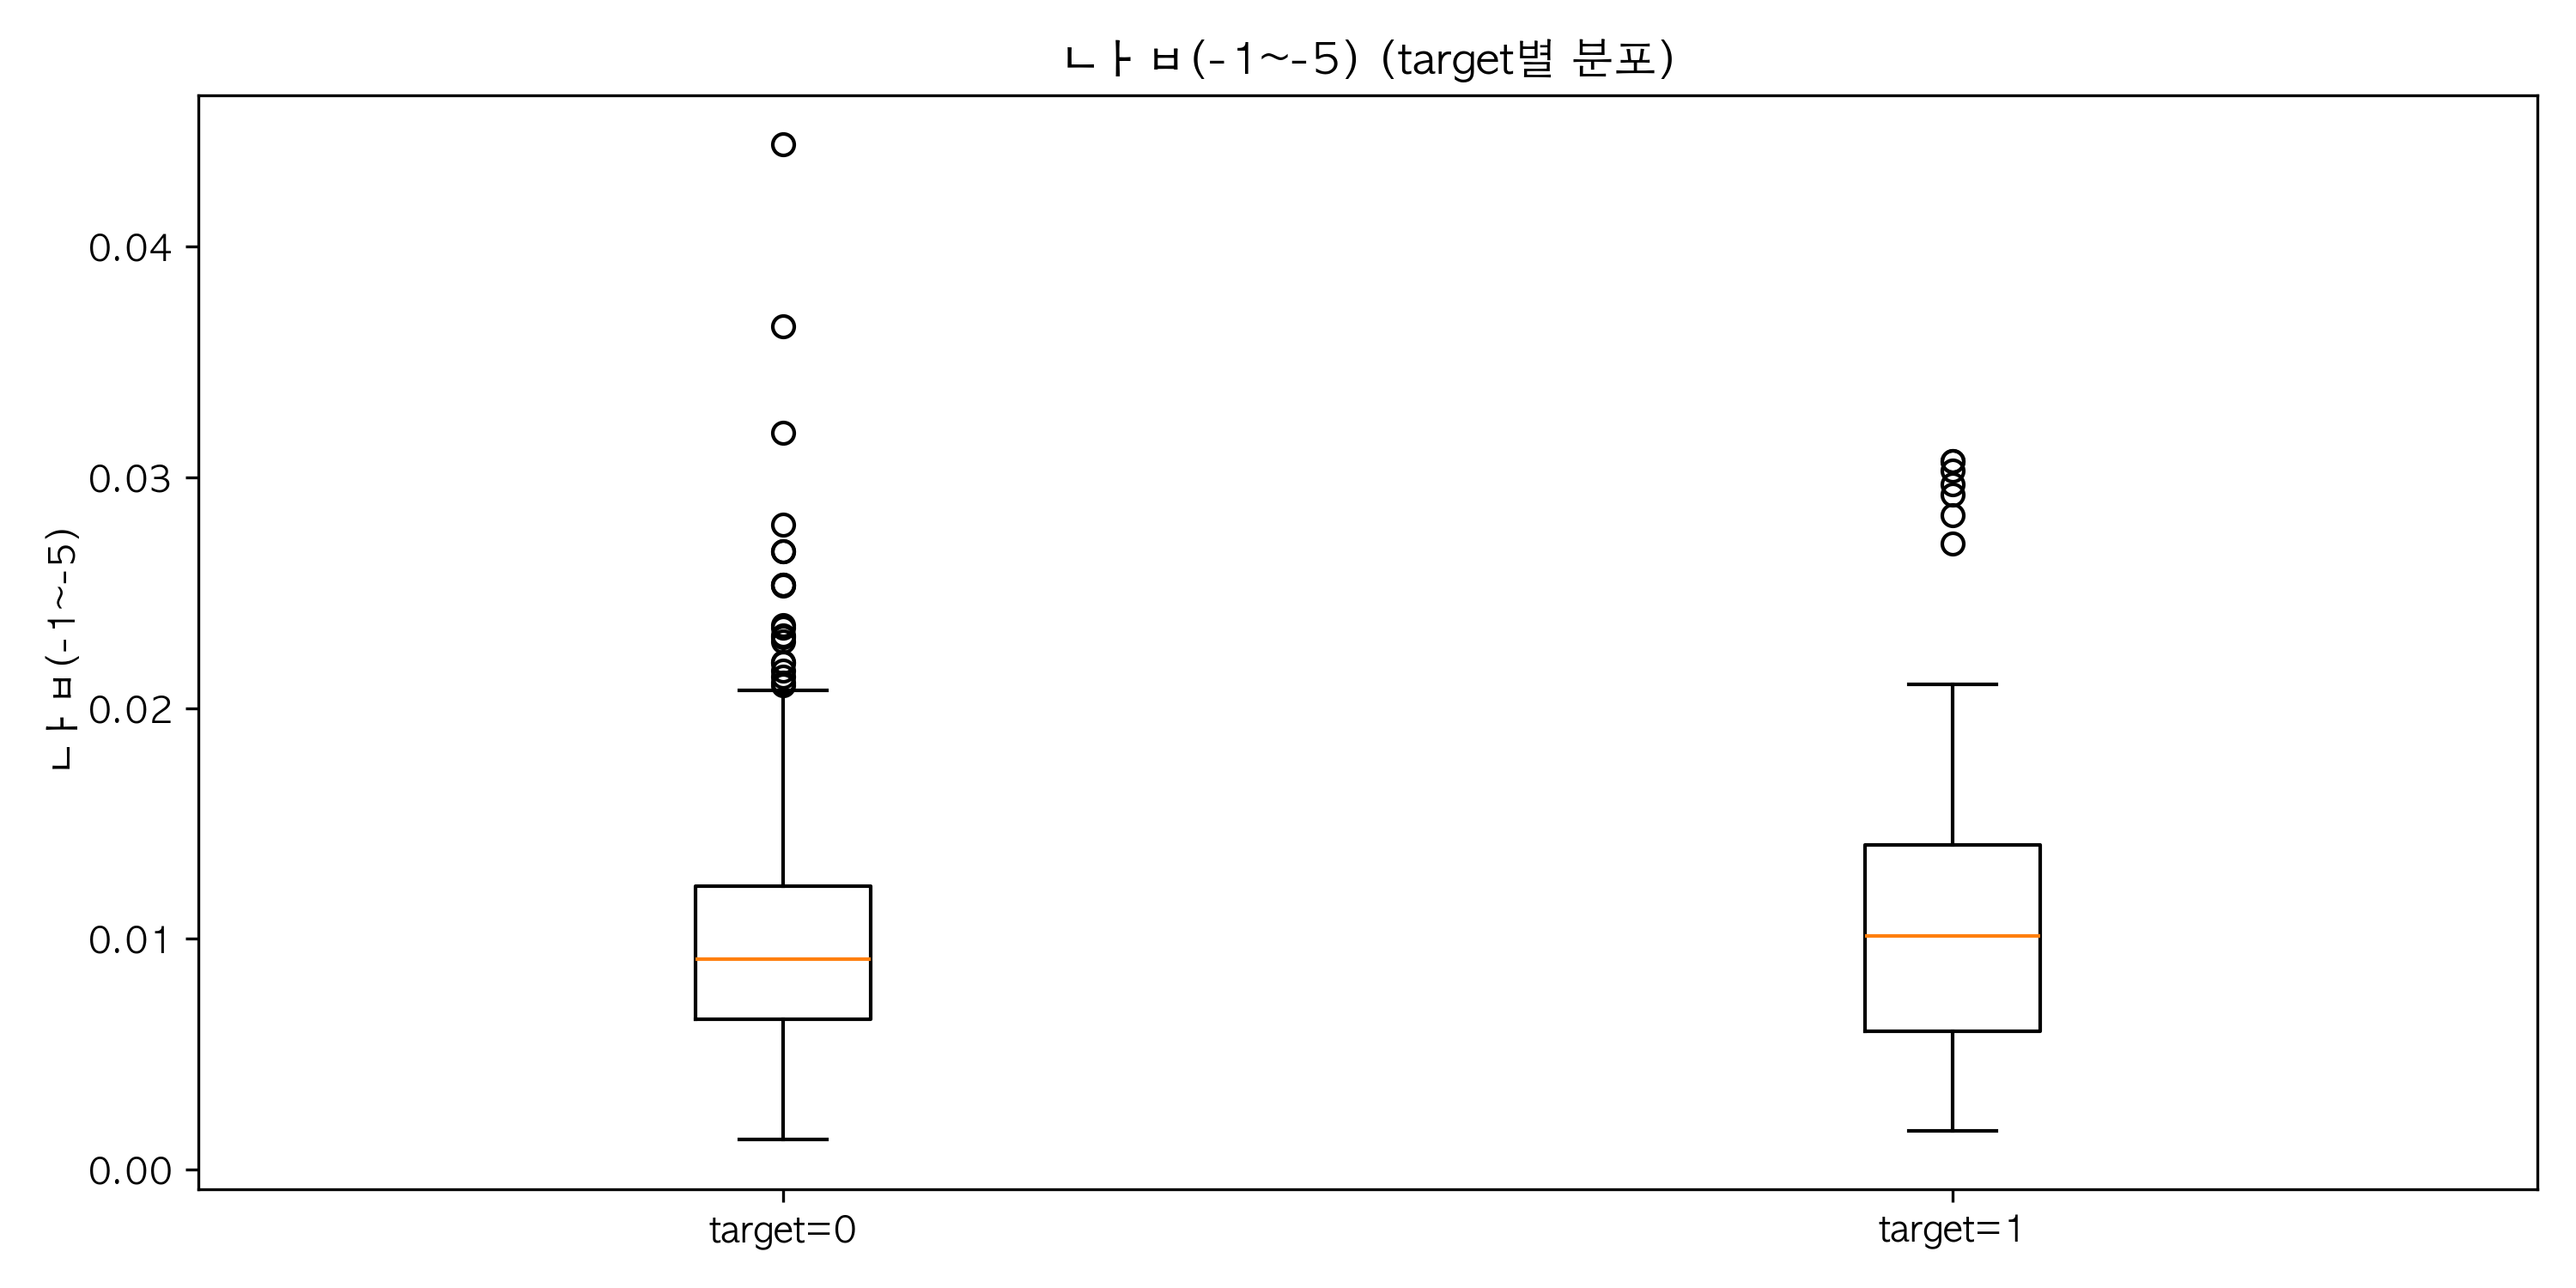 ㄴㅏㅂ(-1~-5) (target별 분포)
ㄴㅏㅂ(-1~-5)
0.04
0.03
0.02
0.01
0.00
target=0
target=1